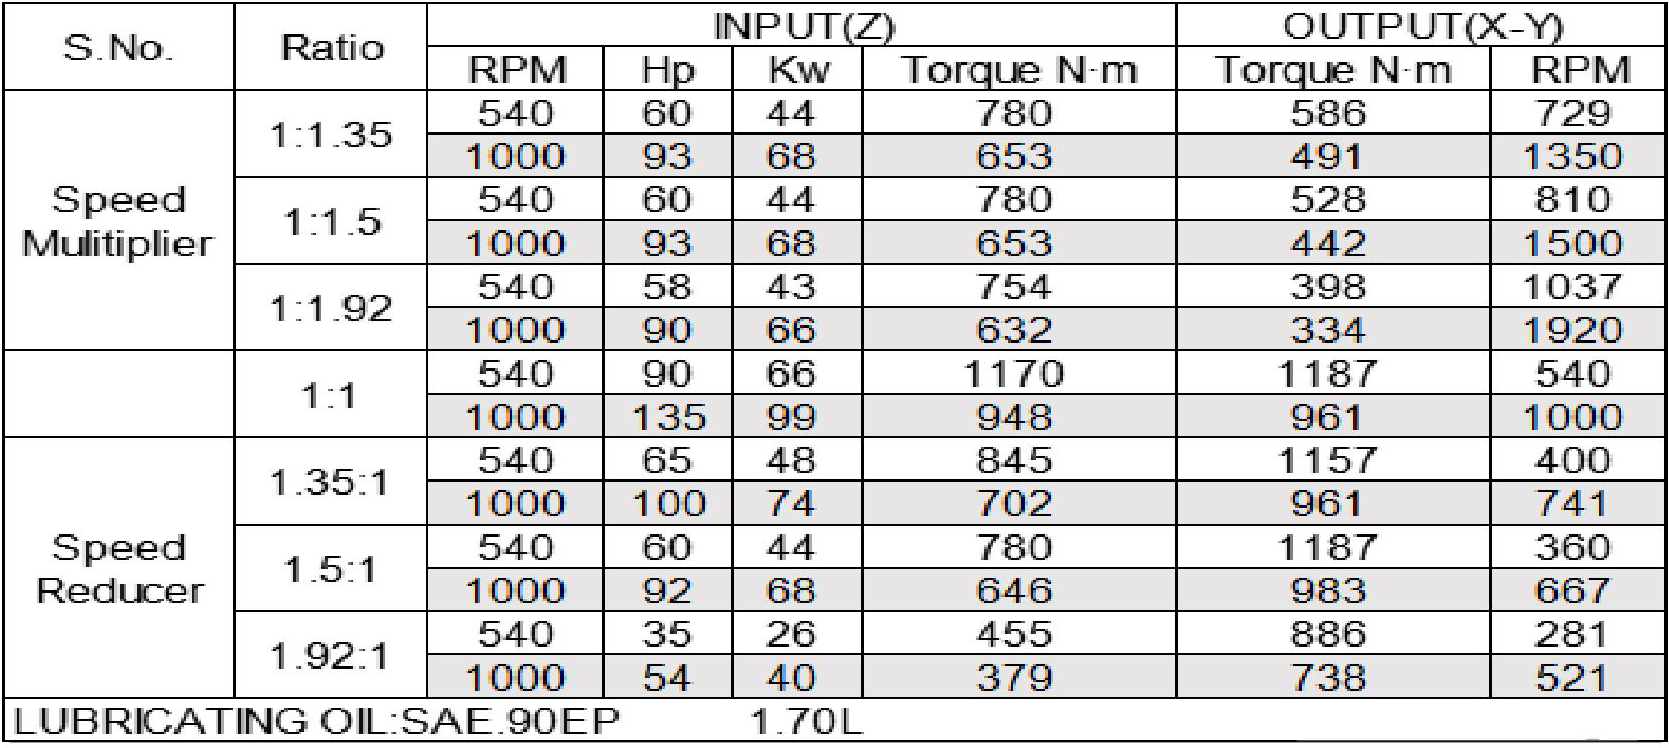 S.No. Ratio INPUT(Z) OUTPUT(X-Y)
RPM Hp Kw Torque N·m Torque N·m RPM
Speed Mulitiplier 1:1.35 540 60 44 780 586 729
1000 93 68 653 491 1350
1:1.5 540 60 44 780 528 810
1000 93 68 653 442 1500
1:1.92 540 58 43 754 398 1037
1000 90 66 632 334 1920
1:1 540 90 66 1170 1187 540
1000 135 99 948 961 1000
Speed Reducer 1.35:1 540 65 48 845 1157 400
1000 100 74 702 961 741
1.5:1 540 60 44 780 1187 360
1000 92 68 646 983 667
1.92:1 540 35 26 455 886 281
1000 54 40 379 738 521
LUBRICATING OIL:SAE.90EP 1.70L